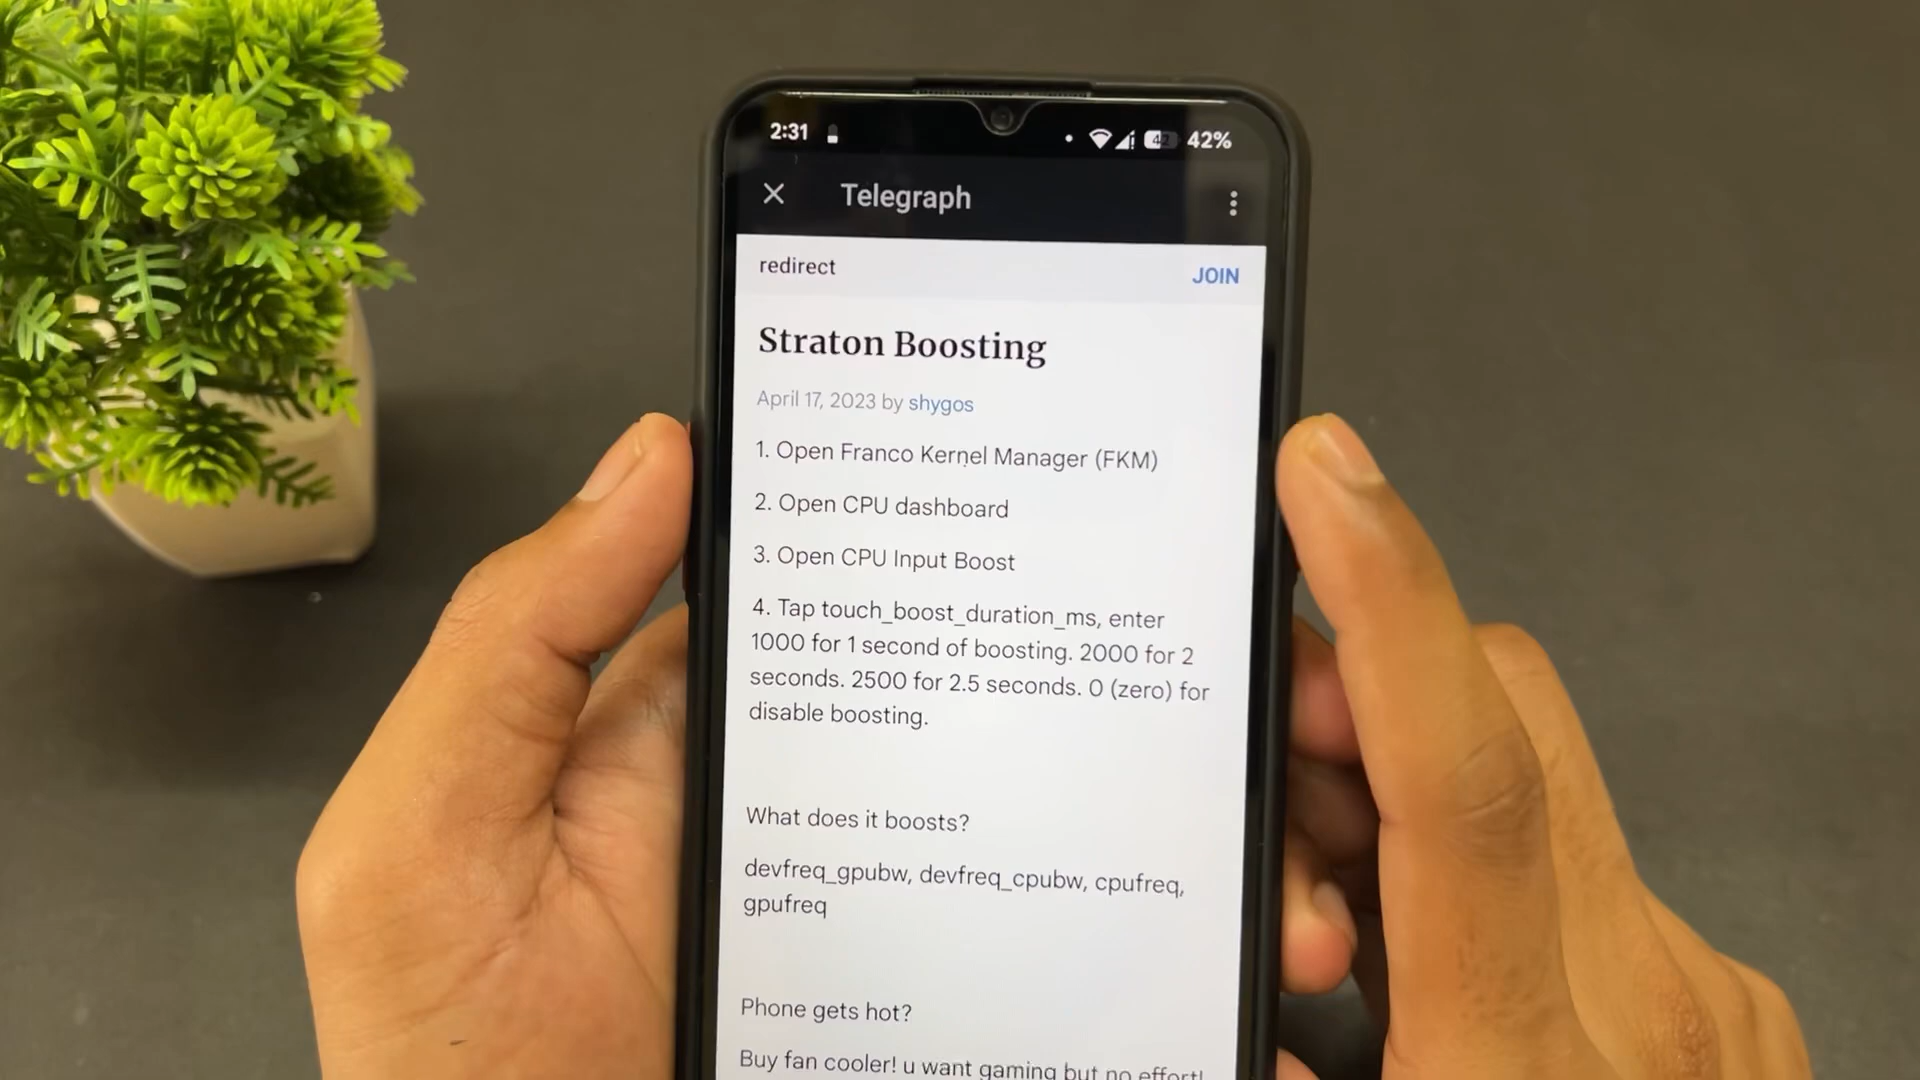 2:31
42 42%
Telegraph
redirect
JOIN
Straton Boosting
April 17, 2023 by shygos
1. Open Franco Kernel Manager (FKM)
2. Open CPU dashboard
3. Open CPU Input Boost
4. Tap touch_boost_duration_ms, enter
1000 for 1 second of boosting. 2000 for 2
seconds. 2500 for 2.5 seconds. 0 (zero) for
disable boosting.
What does it boosts?
devfreq_gpubw, devfreq_cpubw, cpufreq,
gpufreq
Phone gets hot?
Buy fan cooler! u want gaming but no effort!